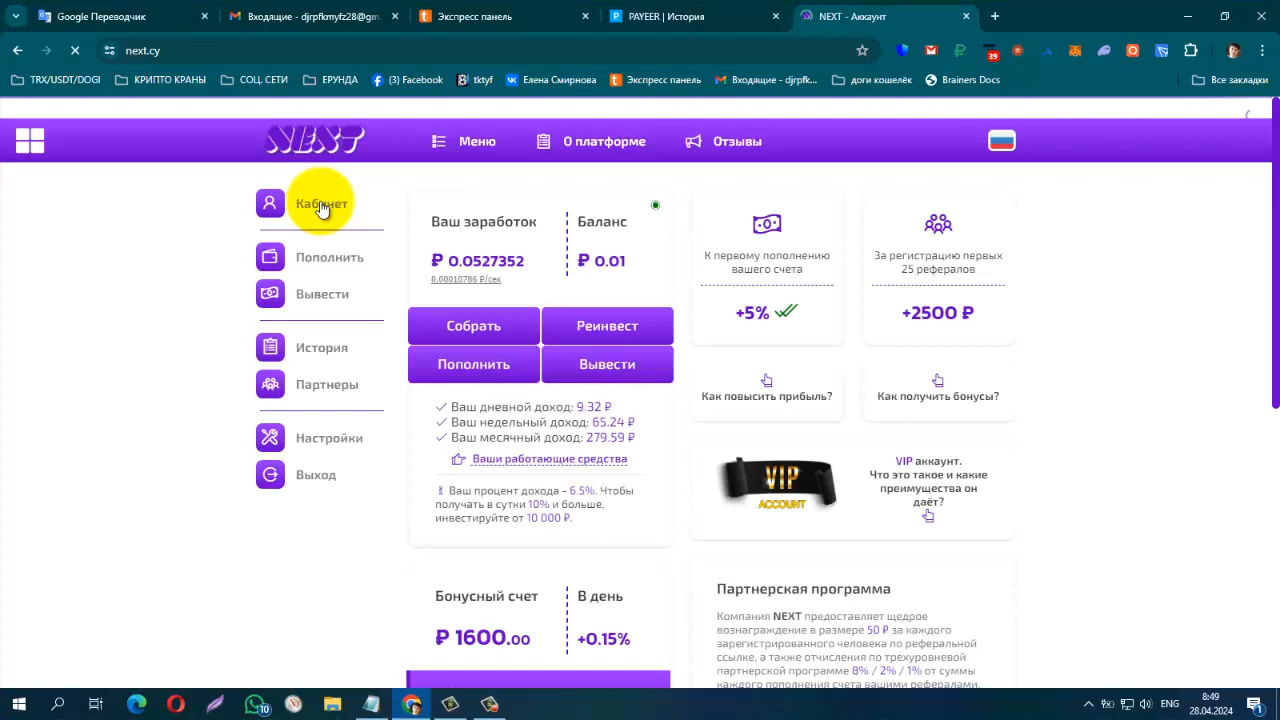 Google Переводчик
Входящие - djrpfkmyfz28@gm
Экспресс панель
PAYEER | История
NEXT - Аккаунт
next.cy
39
TRX/USDT/DOGI
КРИПТО КРАНЫ
СОЦ. СЕТИ
ЕРУНДА
(3) Facebook
tktyf
Елена Смирнова
Экспресс панель
Входящие - djrpfk...
доги кошелёк
Brainers Docs
Все закладки
NEXT
Меню
О платформе
Отзывы
Кабинет
Пополнить
Вывести
История
Партнеры
Настройки
Выход
Ваш заработок
Баланс
₽ 0.0527352
₽ 0.01
0.00010786 ₽/сек
Собрать
Реинвест
Пополнить
Вывести
Ваш дневной доход: 9.32 ₽
Ваш недельный доход: 65.24 ₽
Ваш месячный доход: 279.59 ₽
Ваши работающие средства
Ваш процент дохода - 6.5%. Чтобы
получать в сутки 10% и больше,
инвестируйте от 10 000 ₽.
Бонусный счет
В день
₽ 1600.00
+0.15%
К первому пополнению
вашего счета
+5%
За регистрацию первых
25 рефералов
+2500 ₽
Как повысить прибыль?
Как получить бонусы?
VIP
ACCOUNT
VIP аккаунт.
Что это такое и какие
преимущества он
даёт?
Партнерская программа
Компания NEXT предоставляет щедрое
вознаграждение в размере 50 ₽ за каждого
зарегистрированного человека по реферальной
ссылке, а также отчисления по трехуровневой
партнерской программе 8% / 2% / 1% от суммы
каждого пополнения счета вашими рефералами.
10
ENG
8:49
28.04.2024
1